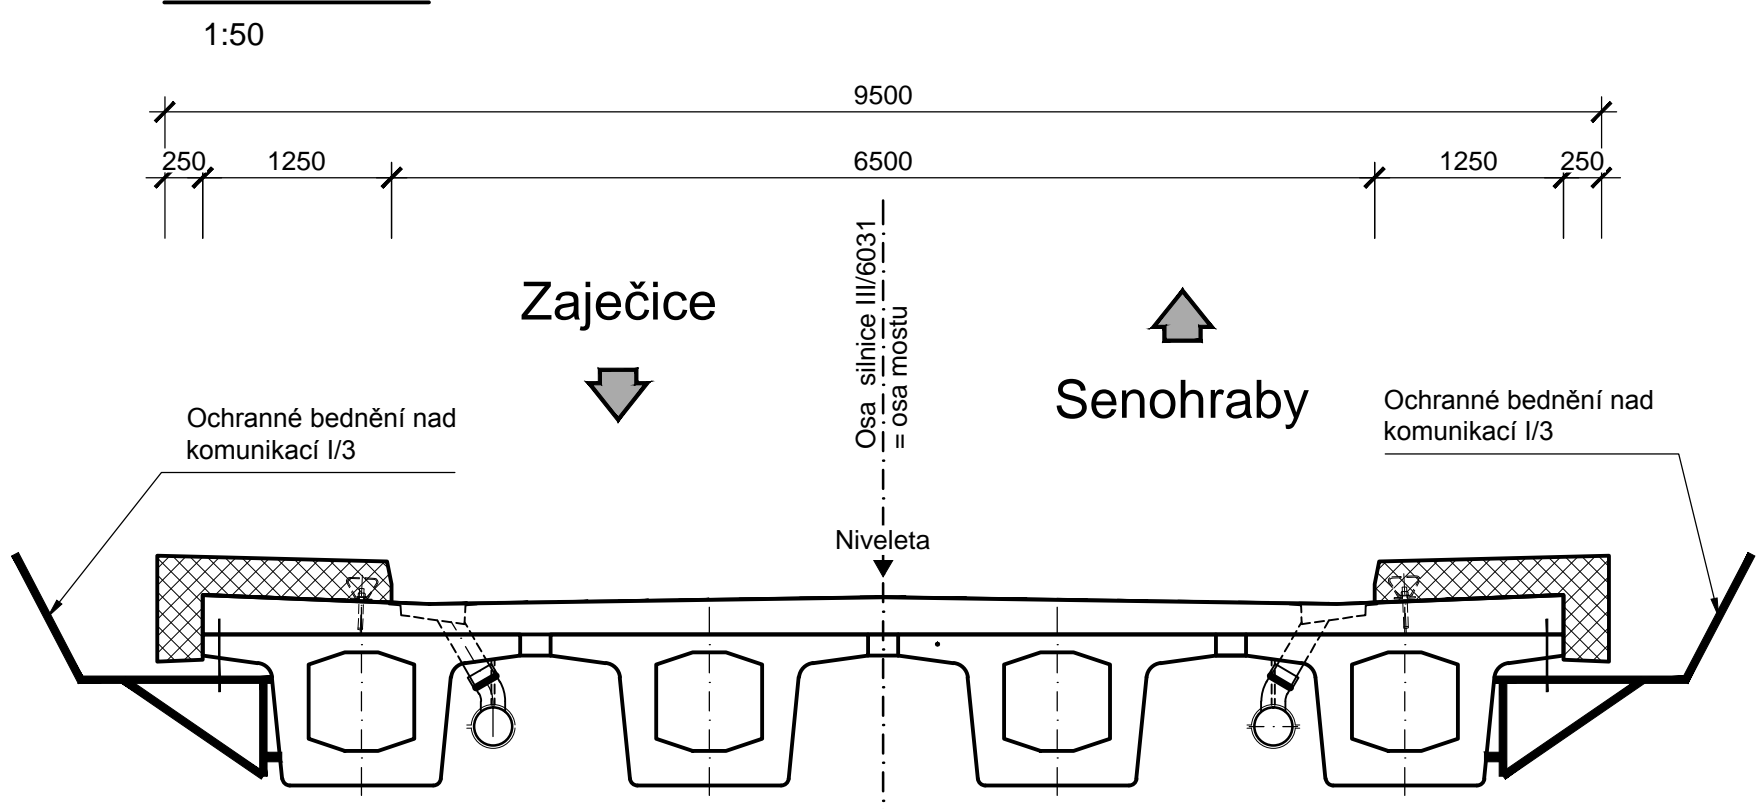 1:50
9500
250 1250 6500 1250 250
Zaječice
Senohraby
Osa silnice III/6031
= osa mostu
Ochranné bednění nad
komunikací I/3
Ochranné bednění nad
komunikací I/3
Niveleta